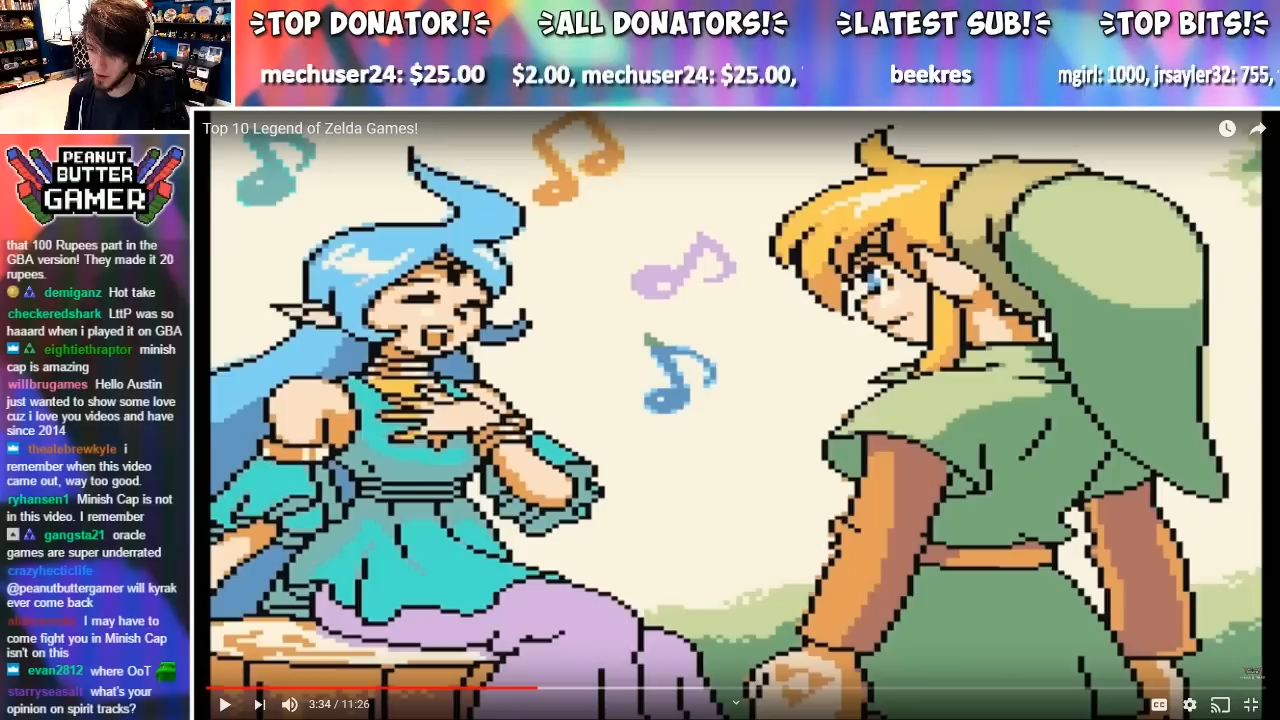 TOP DONATOR!
ALL DONATORS!
LATEST SUB!
TOP BITS!
mechuser24: $25.00
$2.00, mechuser24: $25.00,
beekres
mgirl: 1000, jrsayler32: 755,
Top 10 Legend of Zelda Games!
PEANUT
BUTTER
GAMER
that 100 Rupees part in the
GBA version! They made it 20
rupees.
demiganz Hot take
checkeredshark LttP was so
haaard when i played it on GBA
eightiethraptor minish
cap is amazing
willbrugames Hello Austin
just wanted to show some love
cuz i love you videos and have
since 2014
thealebrewkyle i
remember when this video
came out, way too good.
ryhansen1 Minish Cap is not
in this video. I remember
gangsta21 oracle
games are super underrated
crazyhecticlife
@peanutbuttergamer will kyrak
ever come back
I may have to
come fight you in Minish Cap
isn't on this
evan2812 where OoT
starryseasalt what's your
opinion on spirit tracks?
3:34 / 11:26
CC